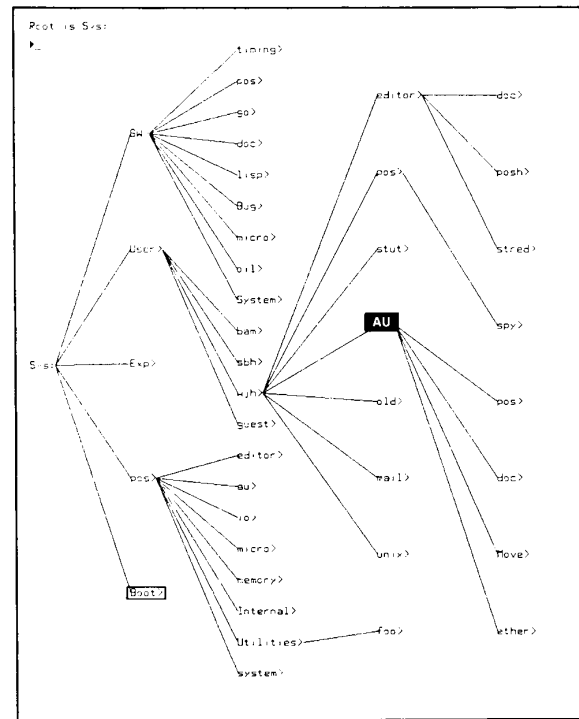 Root is Sys:
timing>
pos>
editor>
doc>
go>
SW>
doc>
lisp>
pos>
posh>
Bug>
micro>
User>
oil>
stut>
stred>
System>
bam>
AU
spy>
sbh>
Sys:
Exp>
wjh>
old>
pos>
guest>
editor>
pos>
au>
mail>
doc>
io>
micro>
unix>
Move>
memory>
Boot>
Internal>
Utilities>
foo>
ether>
system>